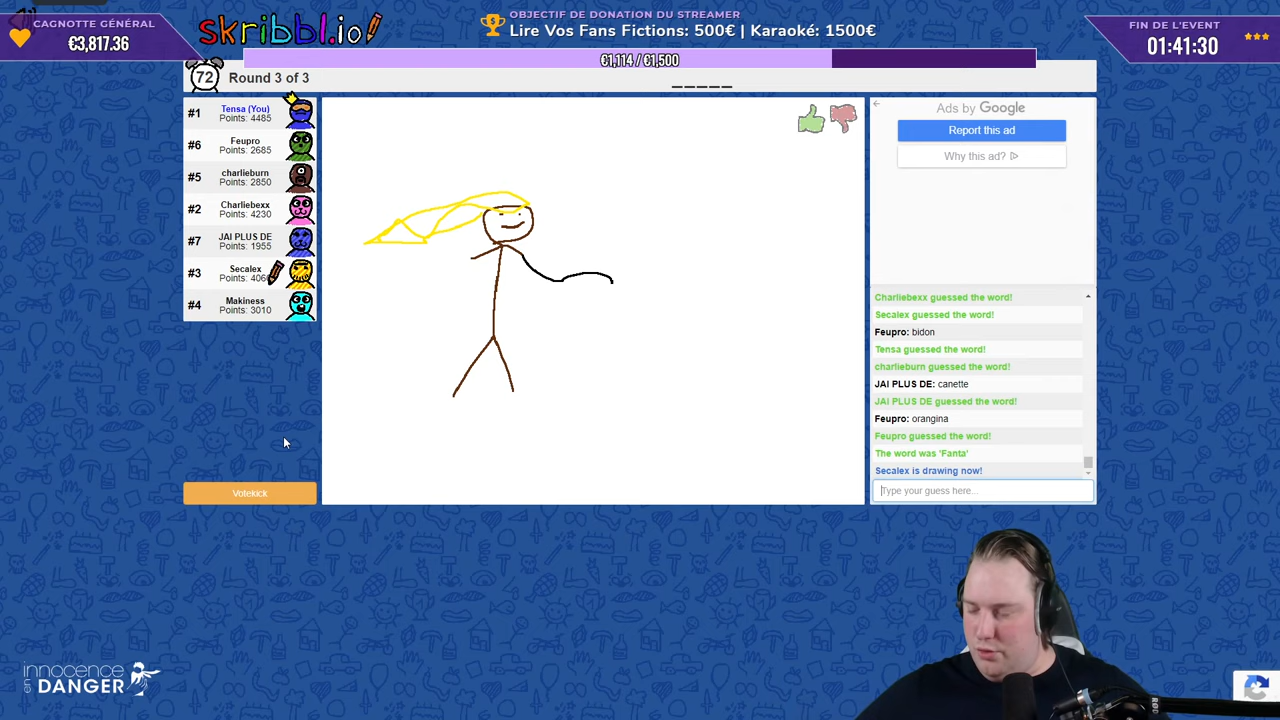 CAGNOTTE GÉNÉRAL
€3,817.36
skribbl.io
OBJECTIF DE DONATION DU STREAMER
Lire Vos Fans Fictions: 500€ | Karaoké: 1500€
FIN DE L'EVENT
01:41:30
€1,114 / €1,500
72
Round 3 of 3
_____
#1
Tensa (You)
Points: 4485
#6
Feupro
Points: 2685
#5
charlieburn
Points: 2850
#2
Charliebexx
Points: 4230
#7
JAI PLUS DE
Points: 1955
#3
Secalex
#4
Makiness
Points: 3010
Votekick
Ads by Google
Report this ad
Why this ad?
Charliebexx guessed the word!
Secalex guessed the word!
Feupro: bidon
Tensa guessed the word!
charlieburn guessed the word!
JAI PLUS DE: canette
JAI PLUS DE guessed the word!
Feupro: orangina
Feupro guessed the word!
The word was 'Fanta'
Secalex is drawing now!
Type your guess here...
innocence
EN DANGER
RØDE